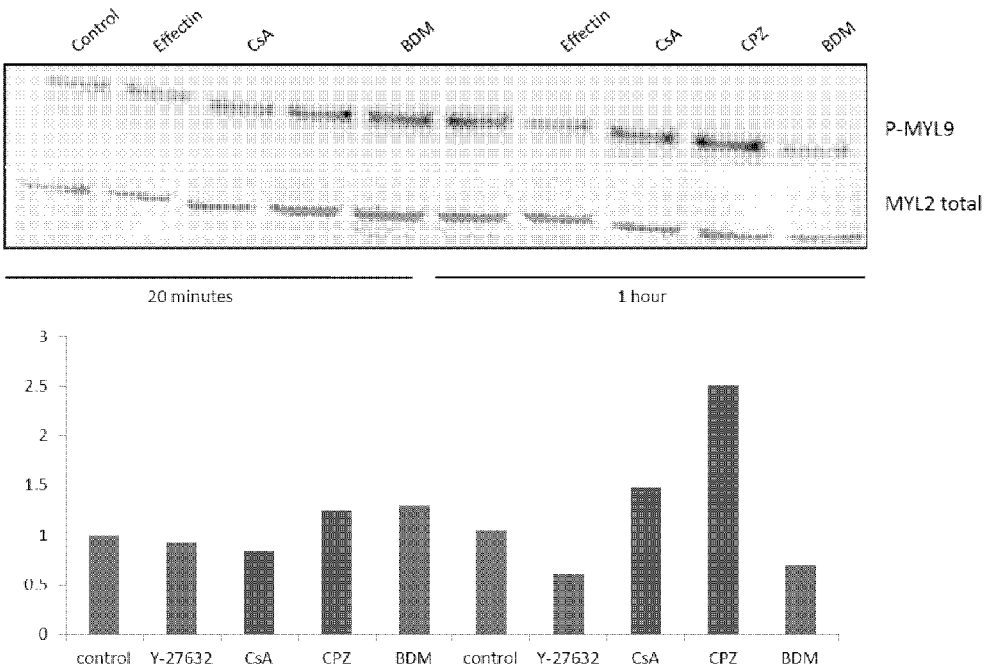 Control Effectin CsA BDM Effectin CsA CPZ BDM
P-MYL9
MYL2 total
20 minutes 1 hour
3
2.5
2
1.5
1
0.5
0
control Y-27632 CsA CPZ BDM control Y-27632 CsA CPZ BDM